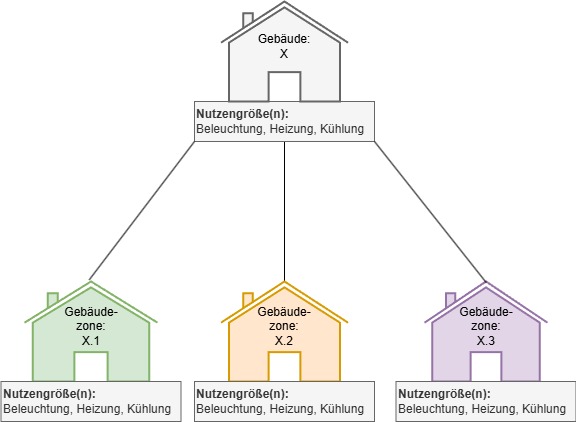 Gebäude:
X
Nutzengröße(n):
Beleuchtung, Heizung, Kühlung
Gebäude-
zone:
X.1
Nutzengröße(n):
Beleuchtung, Heizung, Kühlung
Gebäude-
zone:
X.2
Nutzengröße(n):
Beleuchtung, Heizung, Kühlung
Gebäude-
zone:
X.3
Nutzengröße(n):
Beleuchtung, Heizung, Kühlung